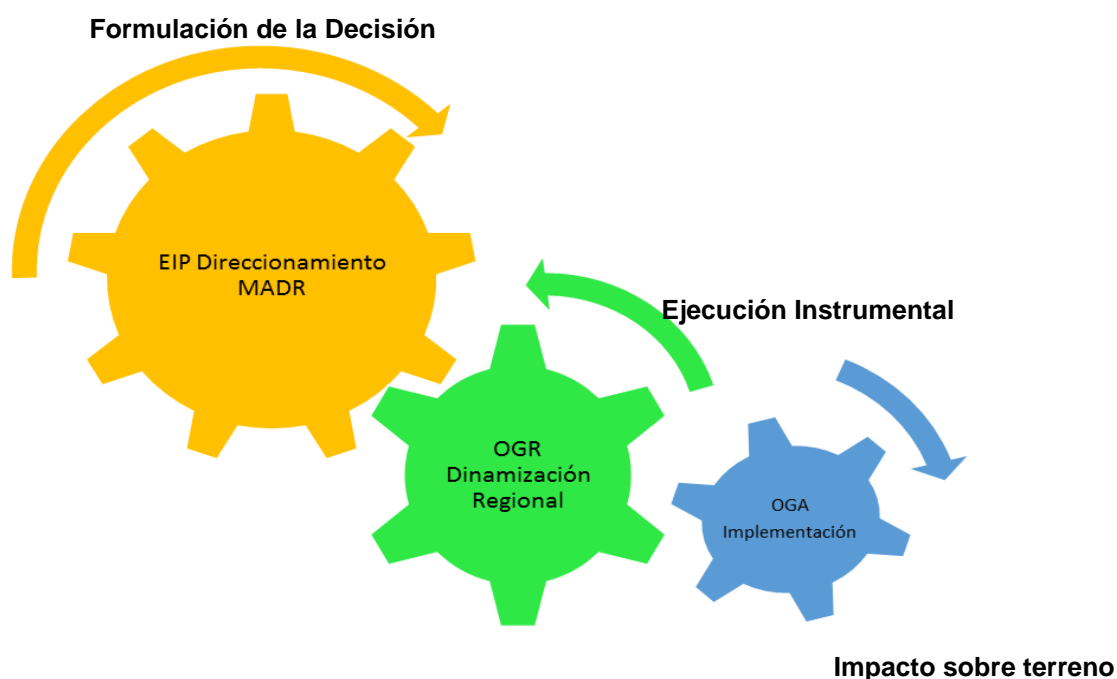 Formulación de la Decisión
EIP Direccionamiento
MADR
Ejecución Instrumental
OGR
Dinamización
Regional
OGA
Implementación
Impacto sobre terreno